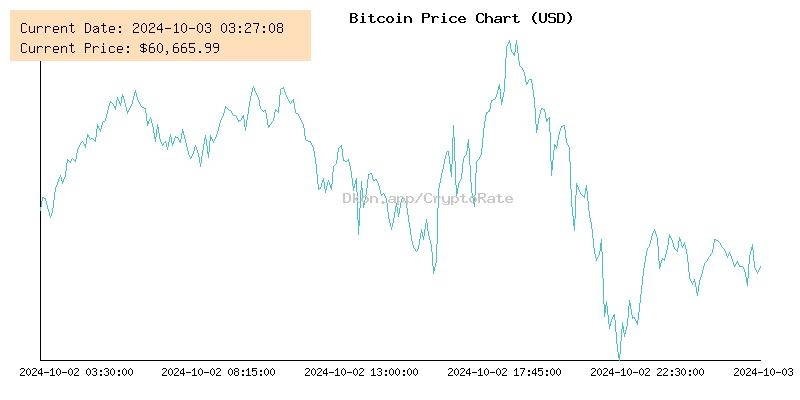 Bitcoin Price Chart (USD)
Current Date: 2024-10-03 03:27:08
Current Price: $60,665.99
Dkon.app/CryptoRate
2024-10-02 03:30:00 2024-10-02 08:15:00 2024-10-02 13:00:00 2024-10-02 17:45:00 2024-10-02 22:30:00 2024-10-03